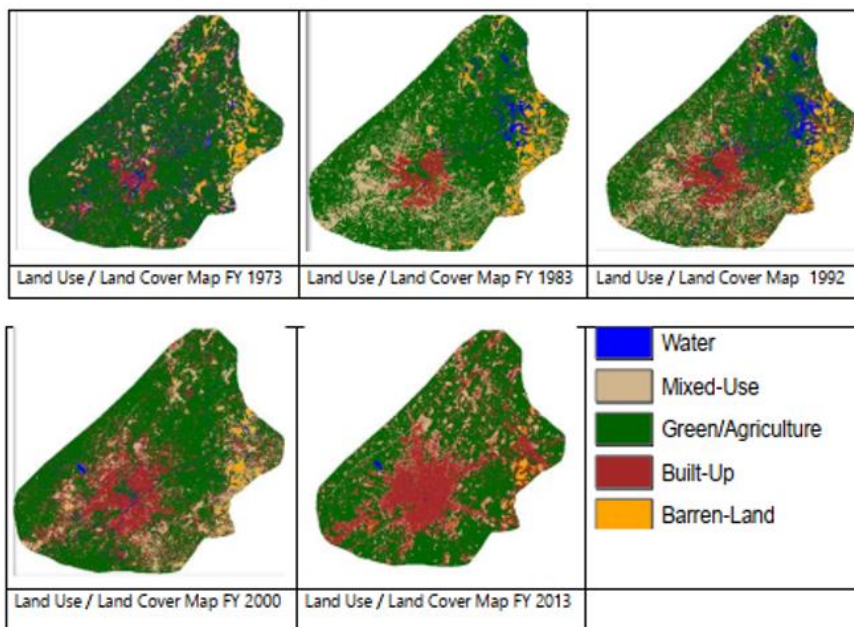 Land Use / Land Cover Map FY 1973
Land Use / Land Cover Map FY 1983
Land Use / Land Cover Map 1992
Water
Mixed-Use
Green/Agriculture
Built-Up
Barren-Land
Land Use / Land Cover Map FY 2000
Land Use / Land Cover Map FY 2013